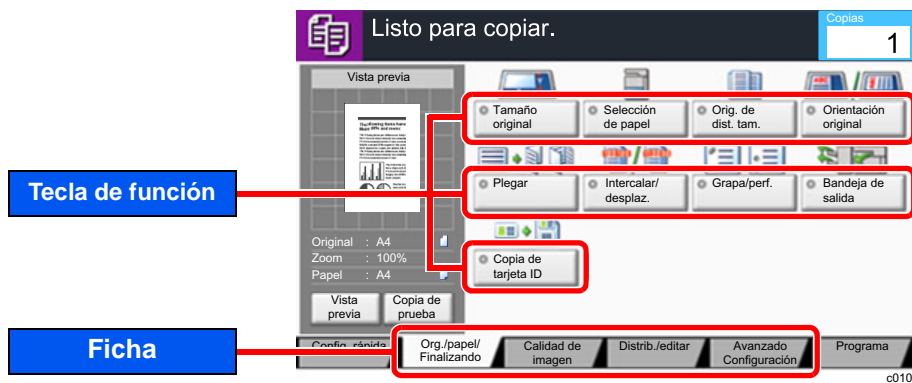 Listo para copiar.
Copias
1
Vista previa
Tamaño original
Selección de papel
Orig. de dist. tam.
Orientación original
Tecla de función
Plegar
Intercalar/ desplaz.
Grapa/perf.
Bandeja de salida
Original : A4
Zoom : 100%
Papel : A4
Copia de tarjeta ID
Vista previa
Copia de prueba
Ficha
Config. rápida
Org./papel/ Finalizando
Calidad de imagen
Distrib./editar
Avanzado Configuración
Programa
c010